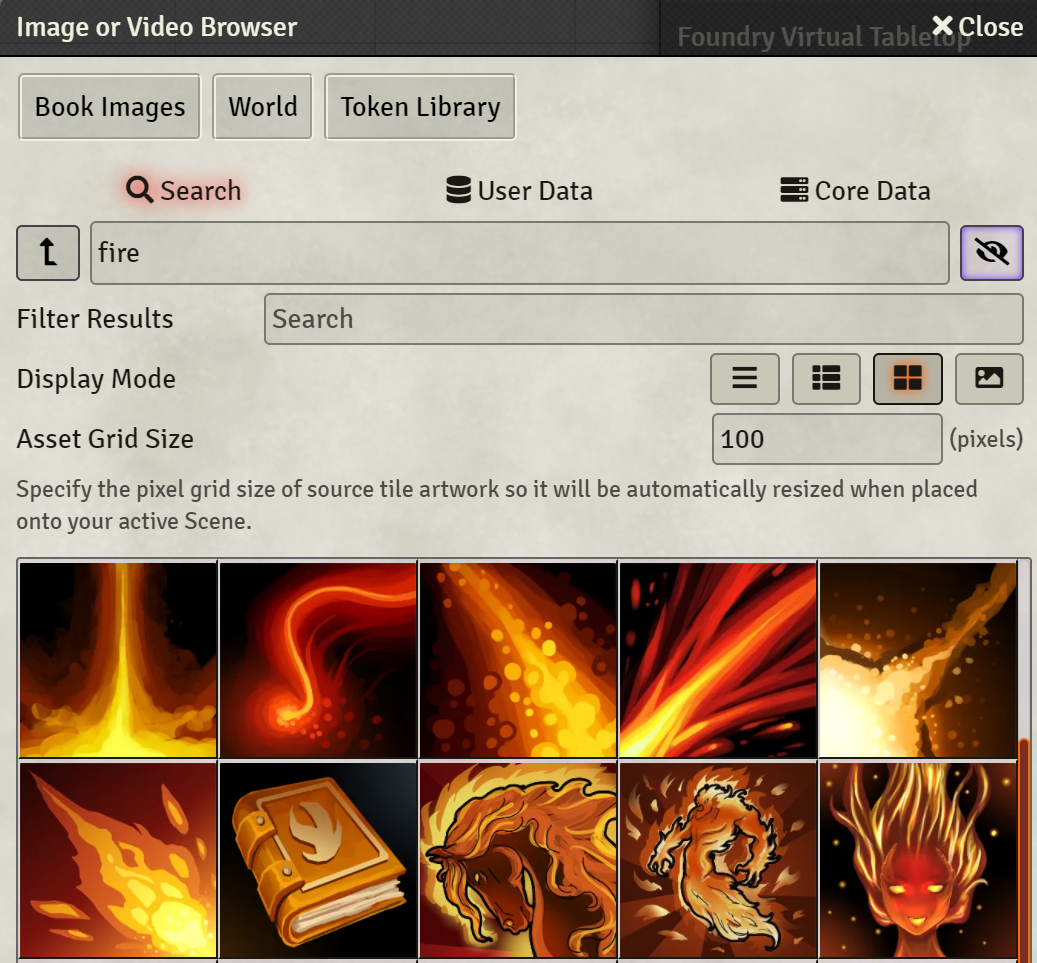 Image or Video Browser
Foundry Virtual Tabletop
Close
Book Images
World
Token Library
Search
User Data
Core Data
fire
Filter Results
Search
Display Mode
Asset Grid Size
100
(pixels)
Specify the pixel grid size of source tile artwork so it will be automatically resized when placed
onto your active Scene.